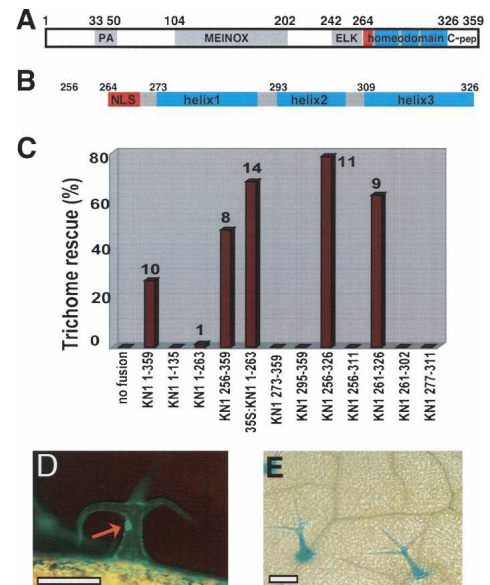 A
1 33 50 104 202 242 264 326 359
PA MEINOX ELK homeodomain C-pep
B
256 264 273 293 309 326
NLS helix1 helix2 helix3
C
Trichome rescue (%)
80
60
40
20
0
10
1
8
14
11
9
no fusion
KN1 1-359
KN1 1-135
KN1 1-263
KN1 256-359
35S:KN1 1-263
KN1 273-359
KN1 295-359
KN1 256-326
KN1 256-311
KN1 261-326
KN1 261-302
KN1 277-311
D
E